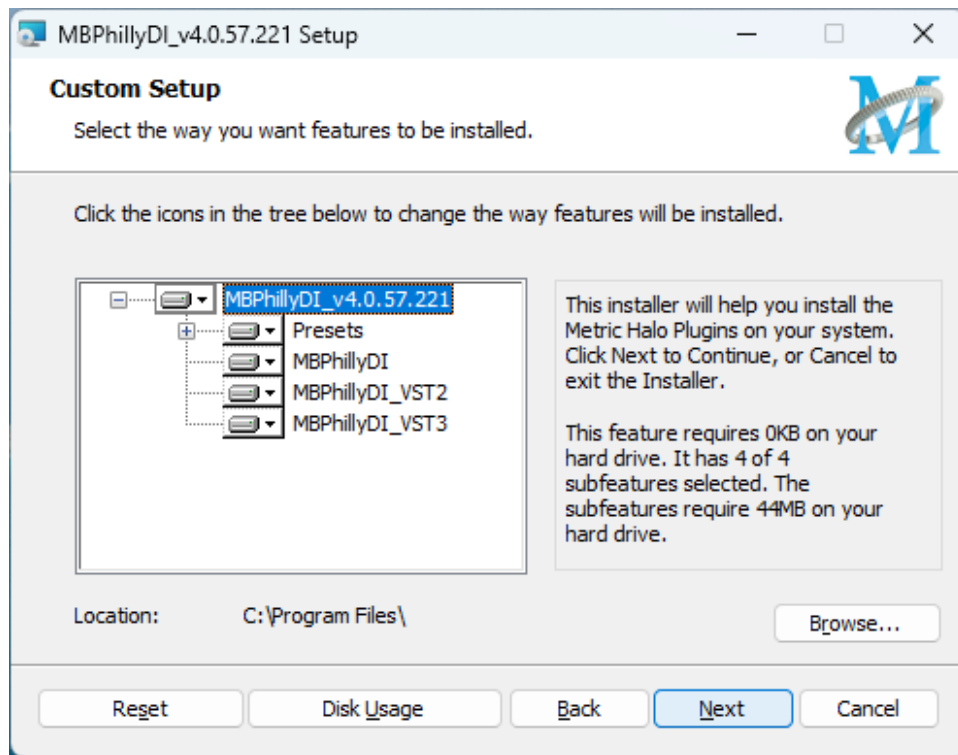 MBPhillyDI_v4.0.57.221 Setup
Custom Setup
Select the way you want features to be installed.
Click the icons in the tree below to change the way features will be installed.
MBPhillyDI_v4.0.57.221
Presets
MBPhillyDI
MBPhillyDI_VST2
MBPhillyDI_VST3
This installer will help you install the
Metric Halo Plugins on your system.
Click Next to Continue, or Cancel to
exit the Installer.
This feature requires 0KB on your
hard drive. It has 4 of 4
subfeatures selected. The
subfeatures require 44MB on your
hard drive.
Location: C:\Program Files\
Browse...
Reset Disk Usage Back Next Cancel